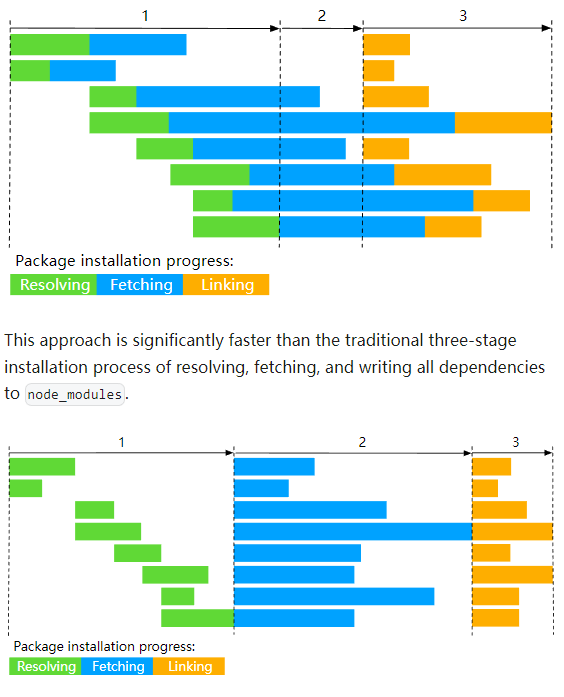 1 2 3
Package installation progress:
Resolving Fetching Linking
This approach is significantly faster than the traditional three-stage
installation process of resolving, fetching, and writing all dependencies
to node_modules.
1 2 3
Package installation progress:
Resolving Fetching Linking